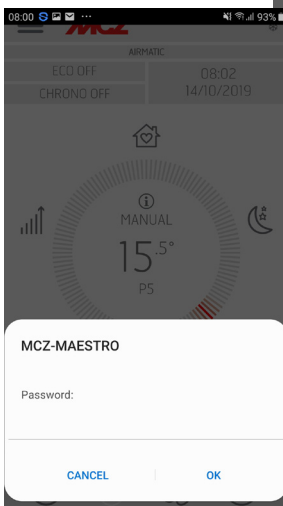 08:00 93%
MCZ
AIRMATIC
ECO OFF
CHRONO OFF
08:02
14/10/2019
MANUAL
15.5°
P5
MCZ-MAESTRO
Password:
CANCEL OK